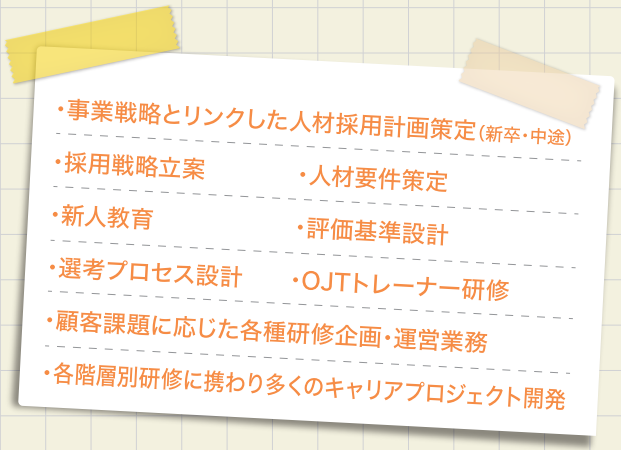 ・事業戦略とリンクした人材採用計画策定（新卒・中途）
・採用戦略立案 ・人材要件策定
・新人教育 ・評価基準設計
・選考プロセス設計 ・OJTトレーナー研修
・顧客課題に応じた各種研修企画・運営業務
・各階層別研修に携わり多くのキャリアプロジェクト開発